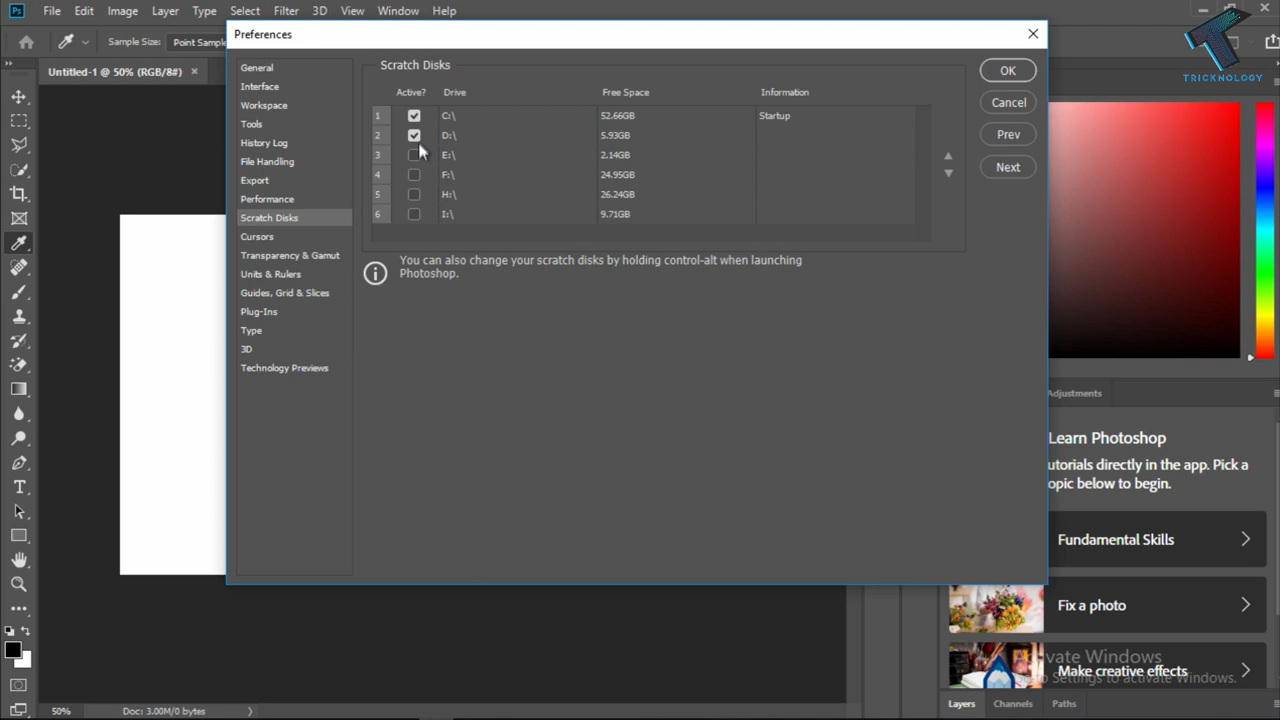 Ps File Edit Image Layer Type Select Filter 3D View Window Help
Sample Size: Point Sample
TRICKNOLOGY
Untitled-1 @ 50% (RGB/8#) ×
Preferences
General
Interface
Workspace
Tools
History Log
File Handling
Export
Performance
Scratch Disks
Cursors
Transparency & Gamut
Units & Rulers
Guides, Grid & Slices
Plug-Ins
Type
3D
Technology Previews
Scratch Disks
Active? Drive Free Space Information
1 C:\ 52.66GB Startup
2 D:\ 5.93GB
3 E:\ 2.14GB
4 F:\ 24.95GB
5 H:\ 26.24GB
6 I:\ 9.71GB
You can also change your scratch disks by holding control-alt when launching
Photoshop.
OK
Cancel
Prev
Next
Adjustments
Learn Photoshop
utorials directly in the app. Pick a
opic below to begin.
Fundamental Skills
Fix a photo
Make creative effects
vate Windows
Settings to activate Windows.
Layers Channels Paths
50% Doc: 3.00M/0 bytes